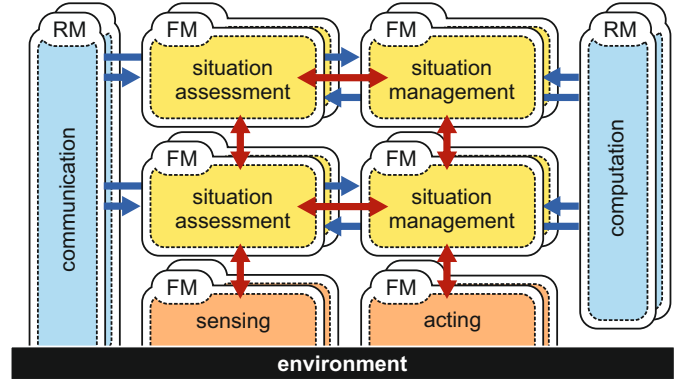 RM
FM
FM
RM
situation
assessment
situation
management
communication
computation
FM
FM
situation
assessment
situation
management
FM
FM
sensing
acting
environment